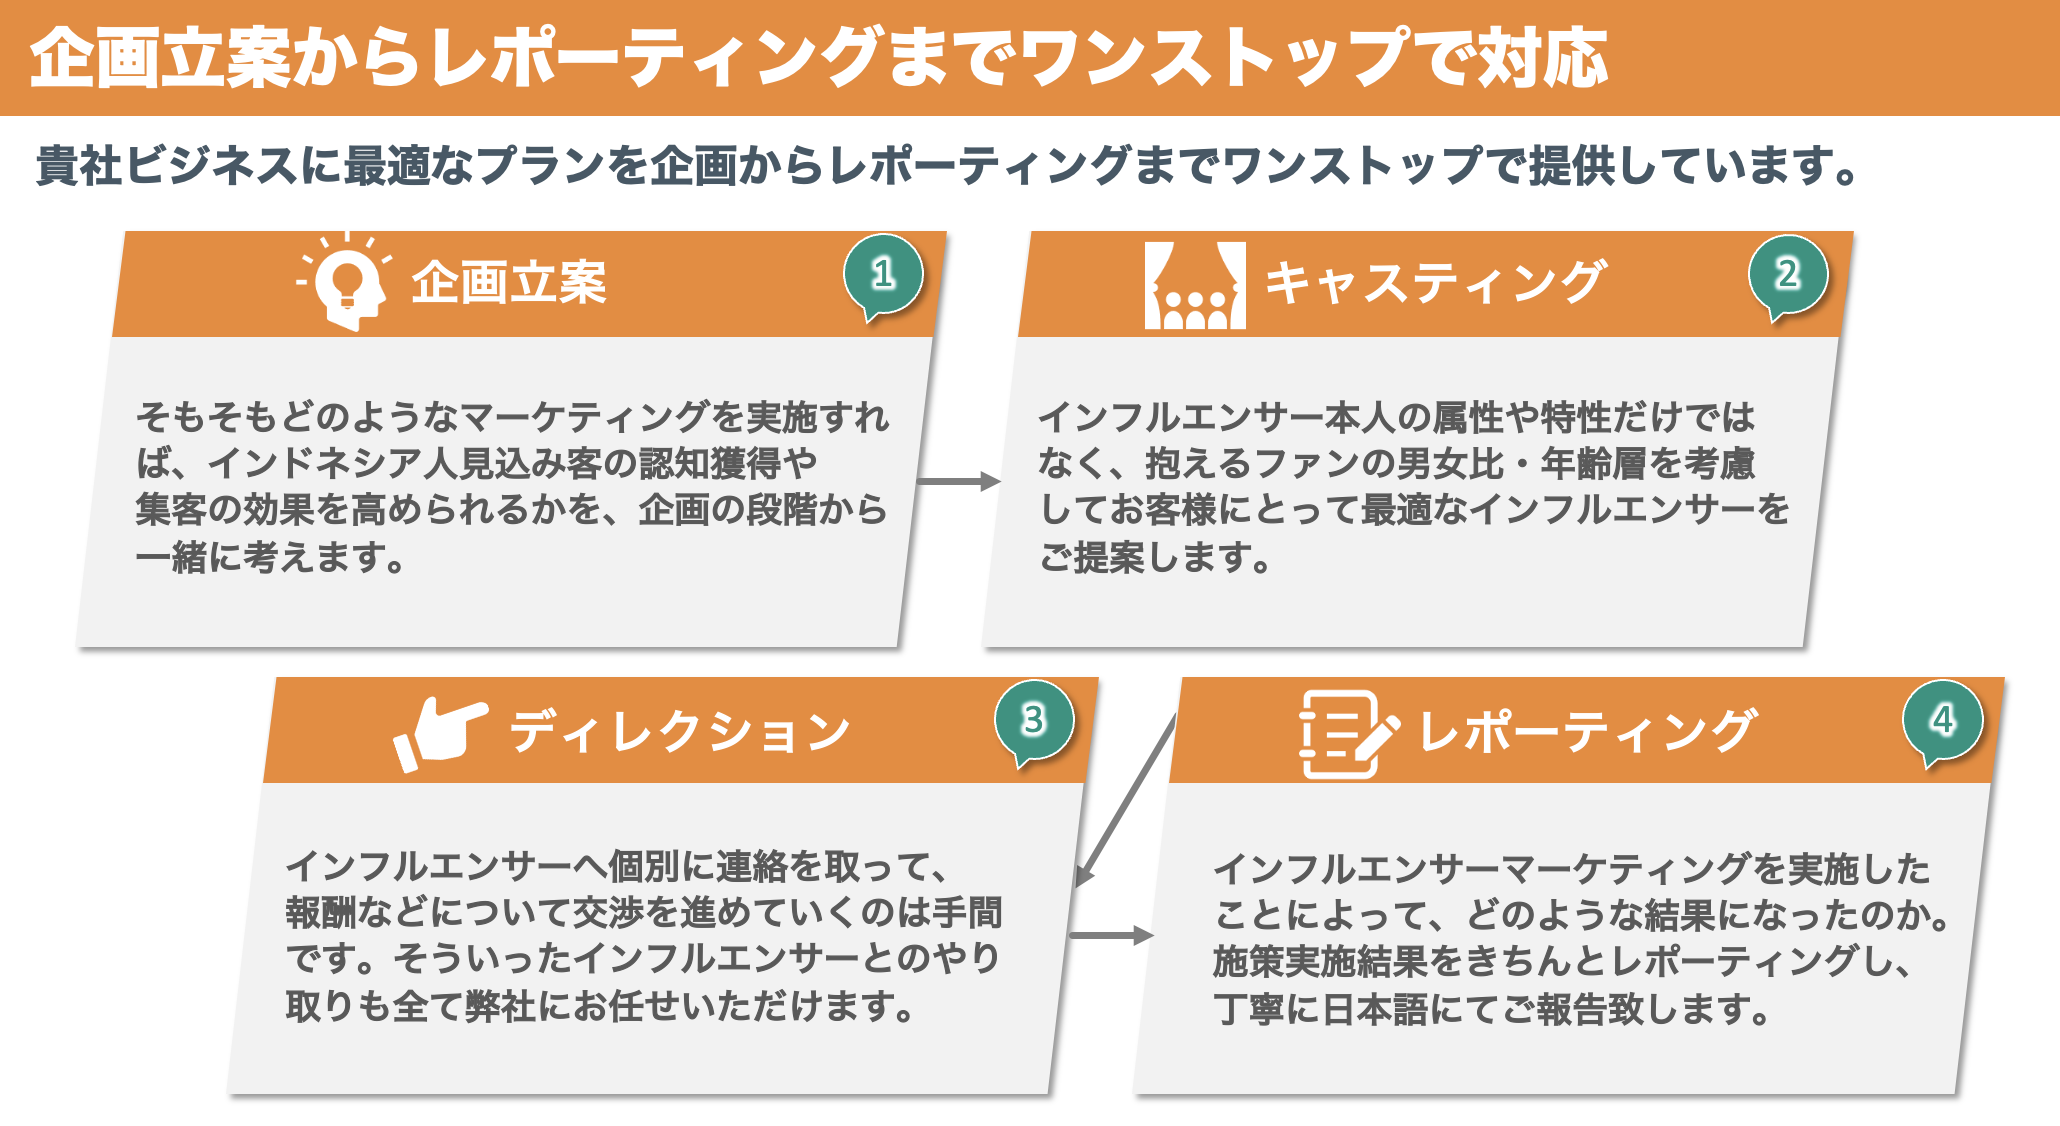 企画立案からレポーティングまでワンストップで対応
貴社ビジネスに最適なプランを企画からレポーティングまでワンストップで提供しています。
企画立案
1
そもそもどのようなマーケティングを実施すれ
ば、インドネシア人見込み客の認知獲得や
集客の効果を高められるかを、企画の段階から
一緒に考えます。
キャスティング
2
インフルエンサー本人の属性や特性だけでは
なく、抱えるファンの男女比・年齢層を考慮
してお客様にとって最適なインフルエンサーを
ご提案します。
ディレクション
3
インフルエンサーへ個別に連絡を取って、
報酬などについて交渉を進めていくのは手間
です。そういったインフルエンサーとのやり
取りも全て弊社にお任せいただけます。
レポーティング
4
インフルエンサーマーケティングを実施した
ことによって、どのような結果になったのか。
施策実施結果をきちんとレポーティングし、
丁寧に日本語にてご報告致します。